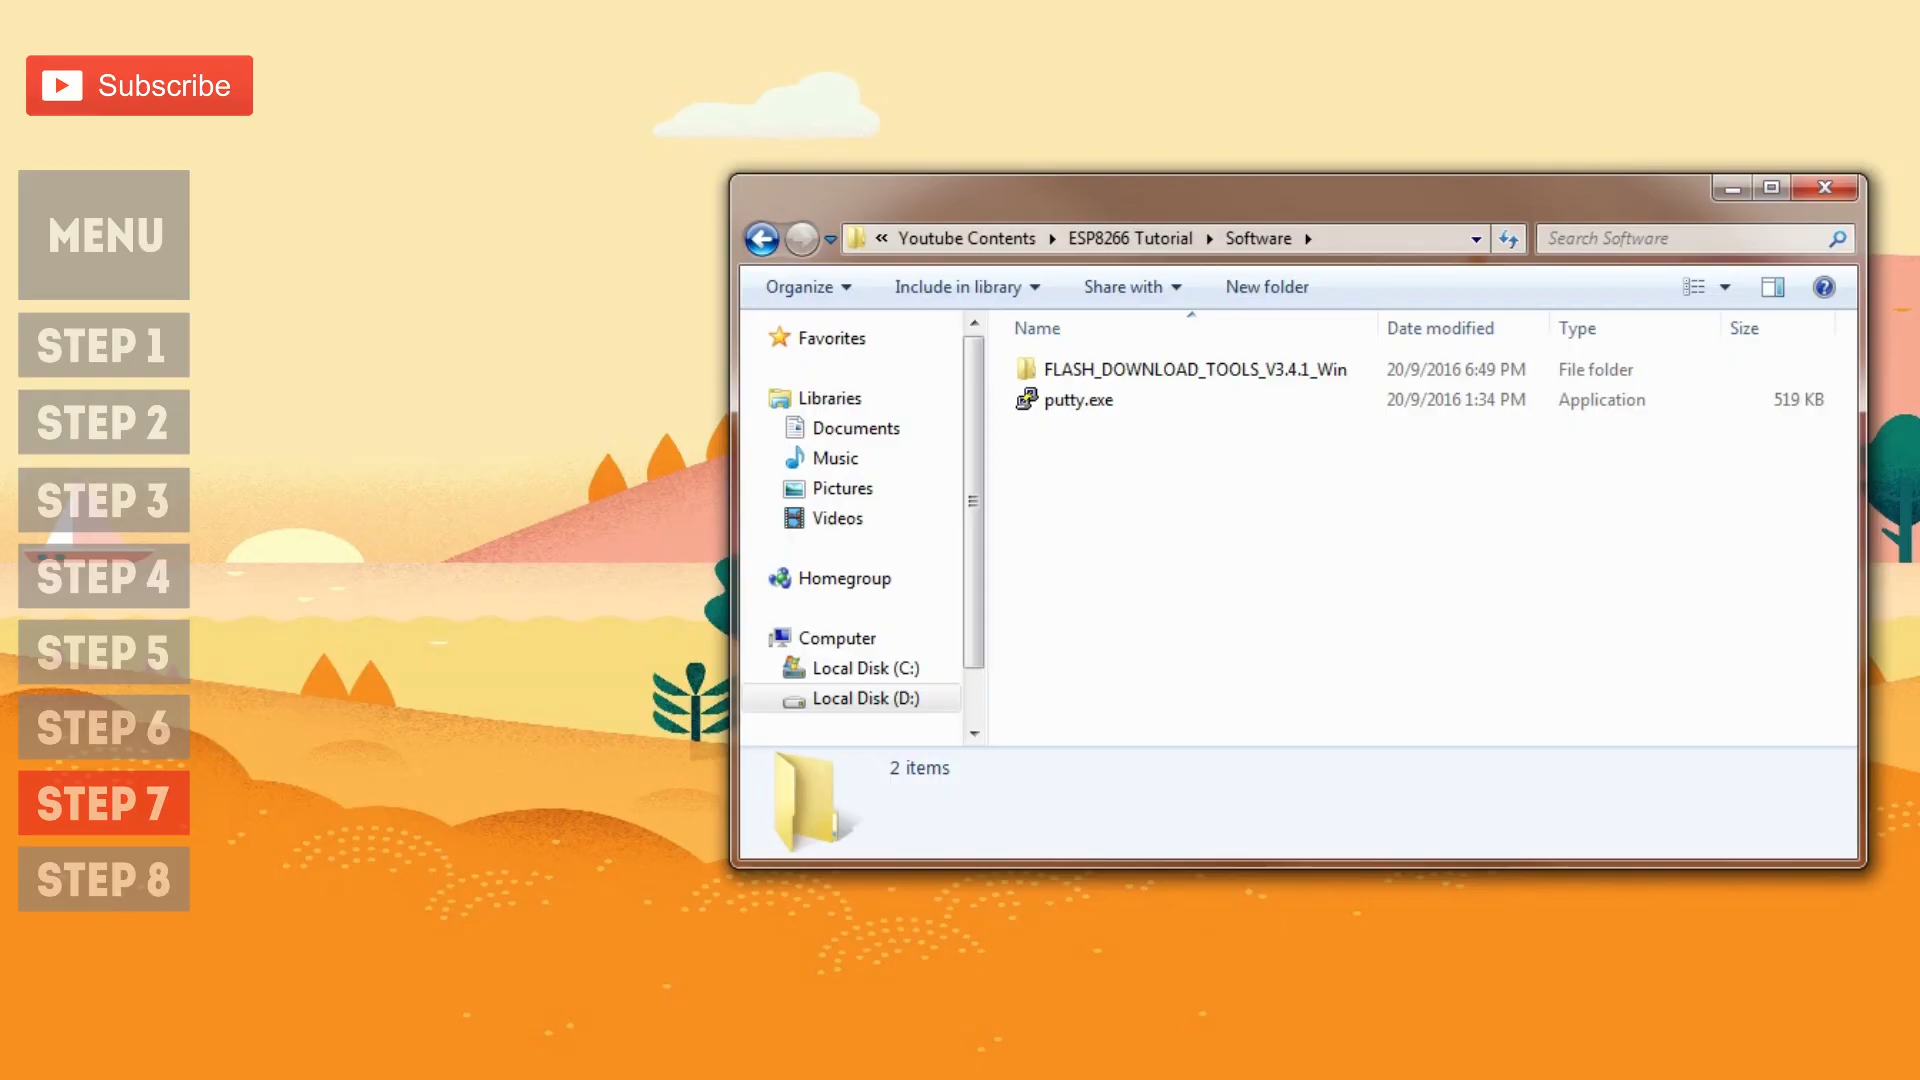 Subscribe
MENU
STEP 1
STEP 2
STEP 3
STEP 4
STEP 5
STEP 6
STEP 7
STEP 8
« Youtube Contents ESP8266 Tutorial Software
Search Software
Organize Include in library Share with New folder
Favorites
Libraries
Documents
Music
Pictures
Videos
Homegroup
Computer
Local Disk (C:)
Local Disk (D:)
Name Date modified Type Size
FLASH_DOWNLOAD_TOOLS_V3.4.1_Win 20/9/2016 6:49 PM File folder
putty.exe 20/9/2016 1:34 PM Application 519 KB
2 items